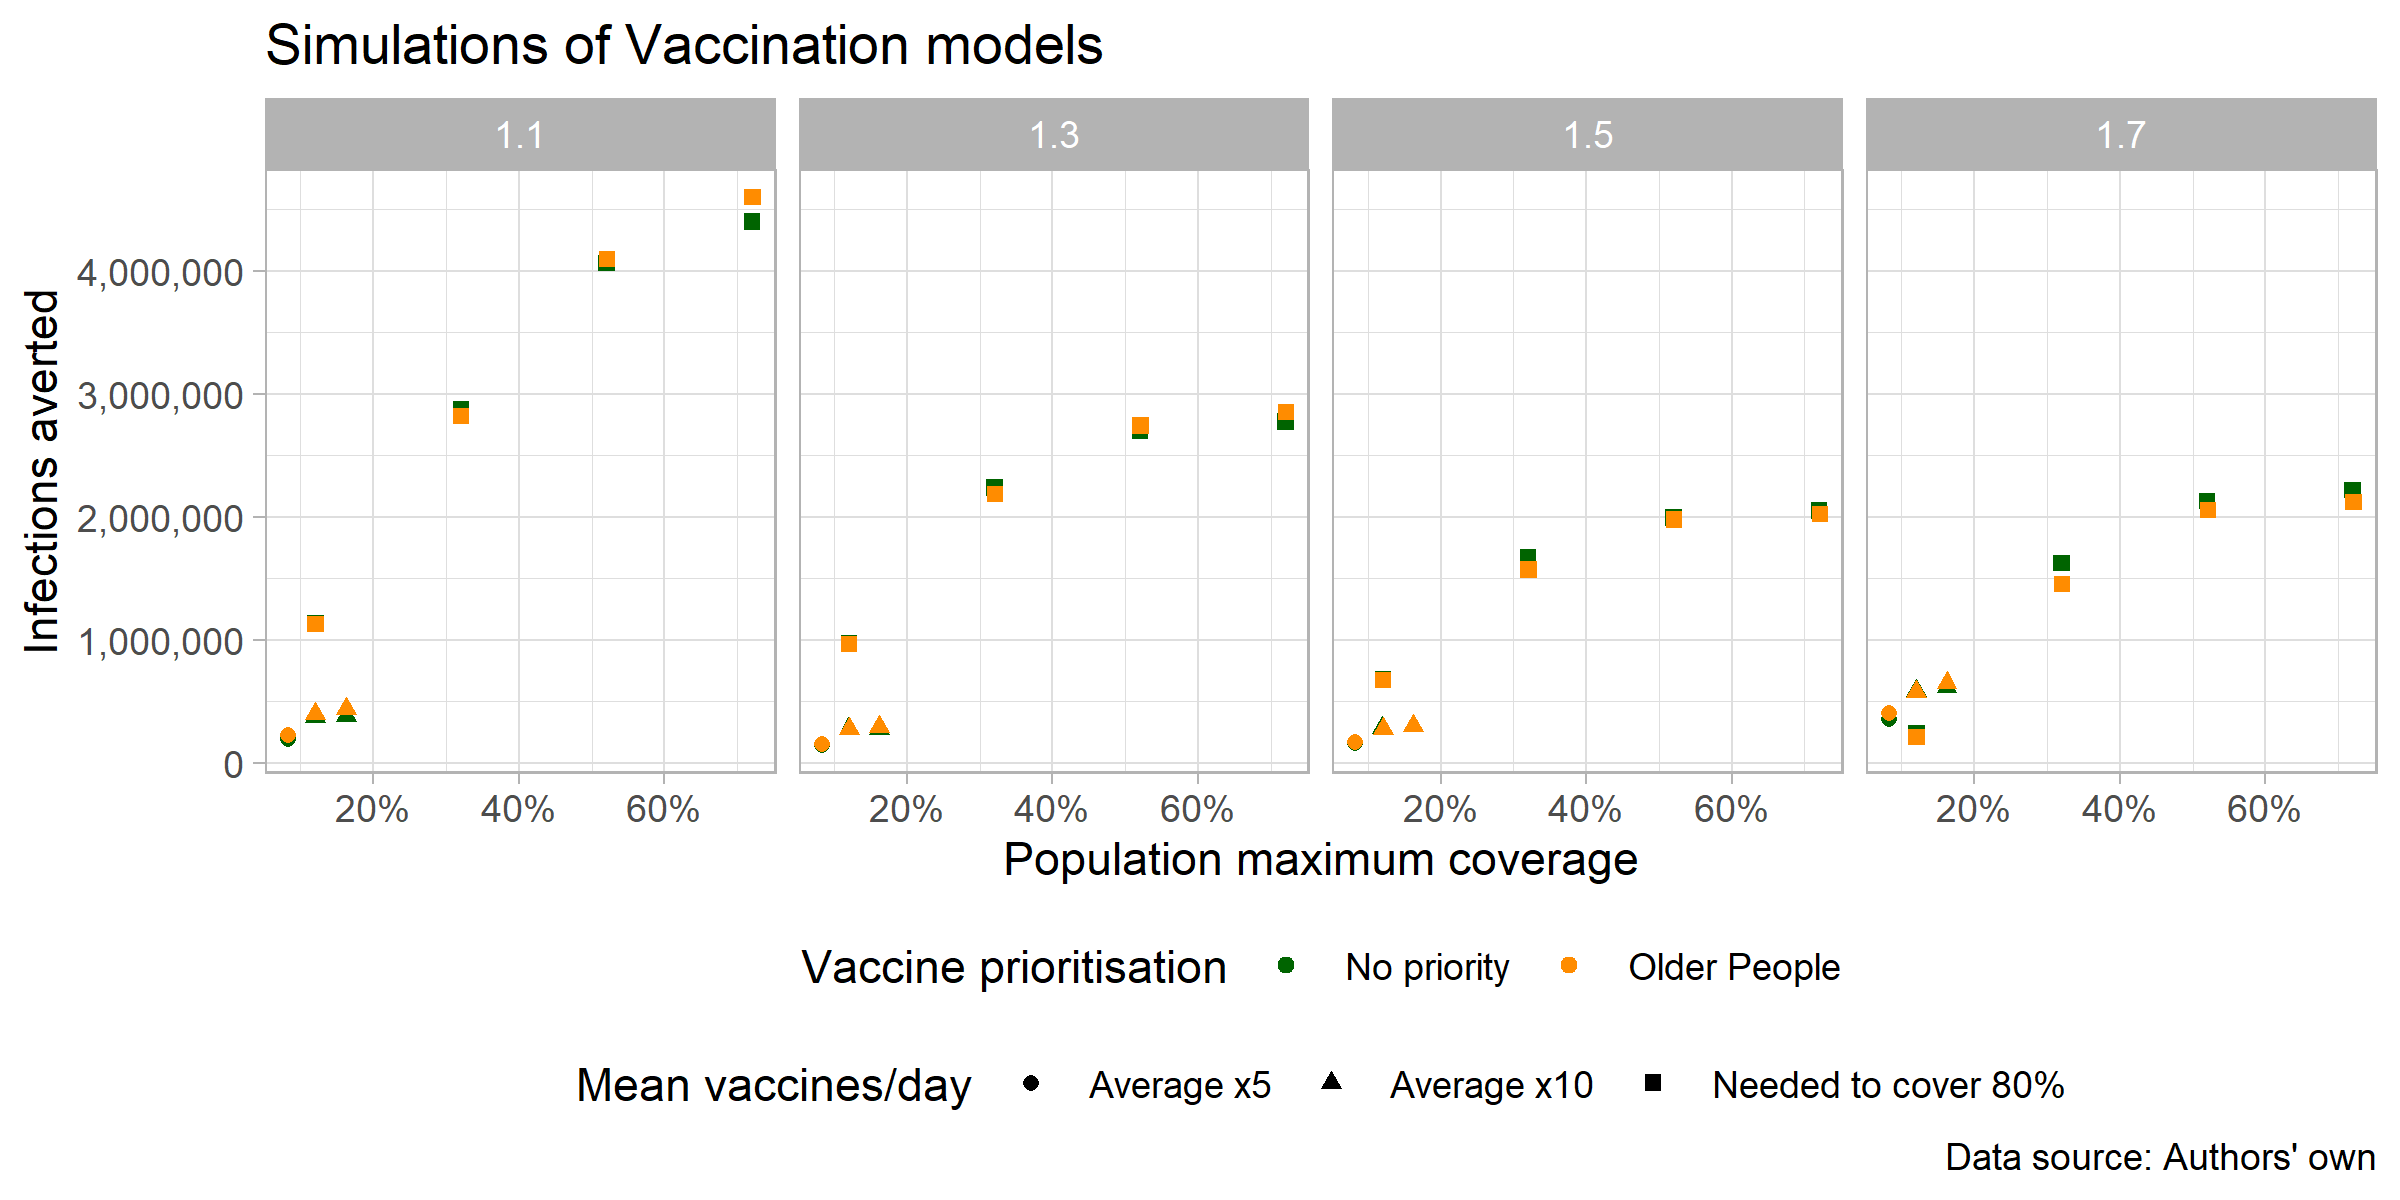 Simulations of Vaccination models
1.1 1.3 1.5 1.7
Infections averted
4,000,000
3,000,000
2,000,000
1,000,000
0
20% 40% 60% 20% 40% 60% 20% 40% 60% 20% 40% 60%
Population maximum coverage
Vaccine prioritisation No priority Older People
Mean vaccines/day Average x5 Average x10 Needed to cover 80%
Data source: Authors' own